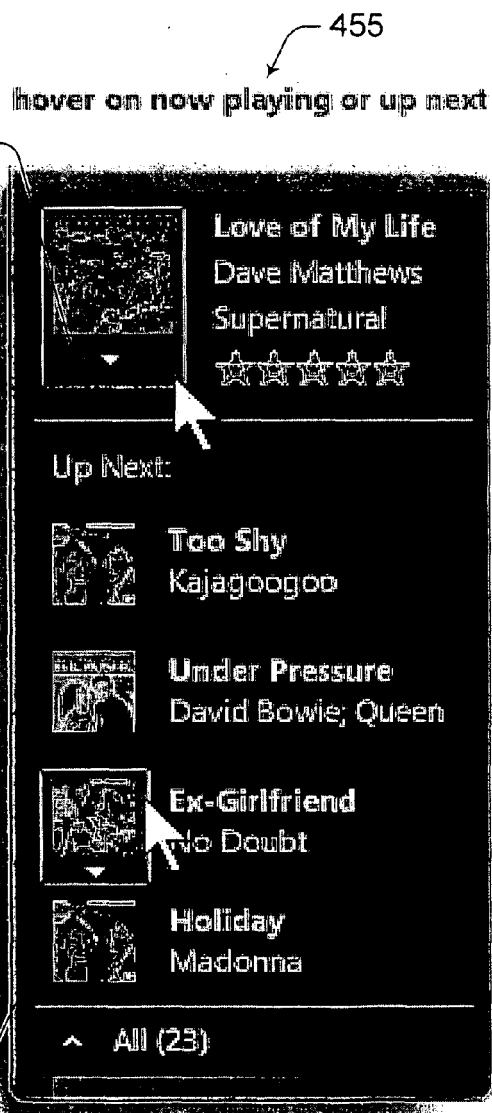 455
hover on now playing or up next
Love of My Life
Dave Matthews
Supernatural
Up Next:
Too Shy
Kajagoogoo
Under Pressure
David Bowie; Queen
Ex-Girlfriend
No Doubt
Holiday
Madonna
All (23)